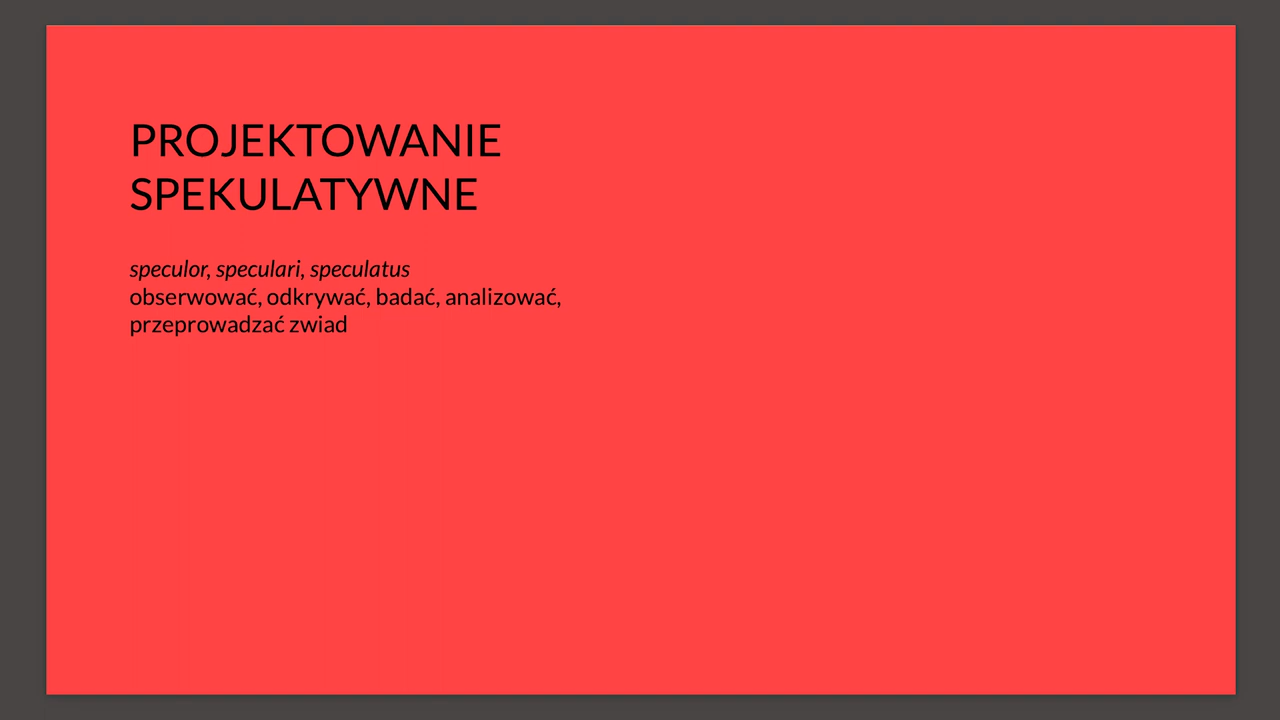 PROJEKTOWANIE
SPEKULATYWNE
speculor, speculari, speculatus
obserwować, odkrywać, badać, analizować,
przeprowadzać zwiad